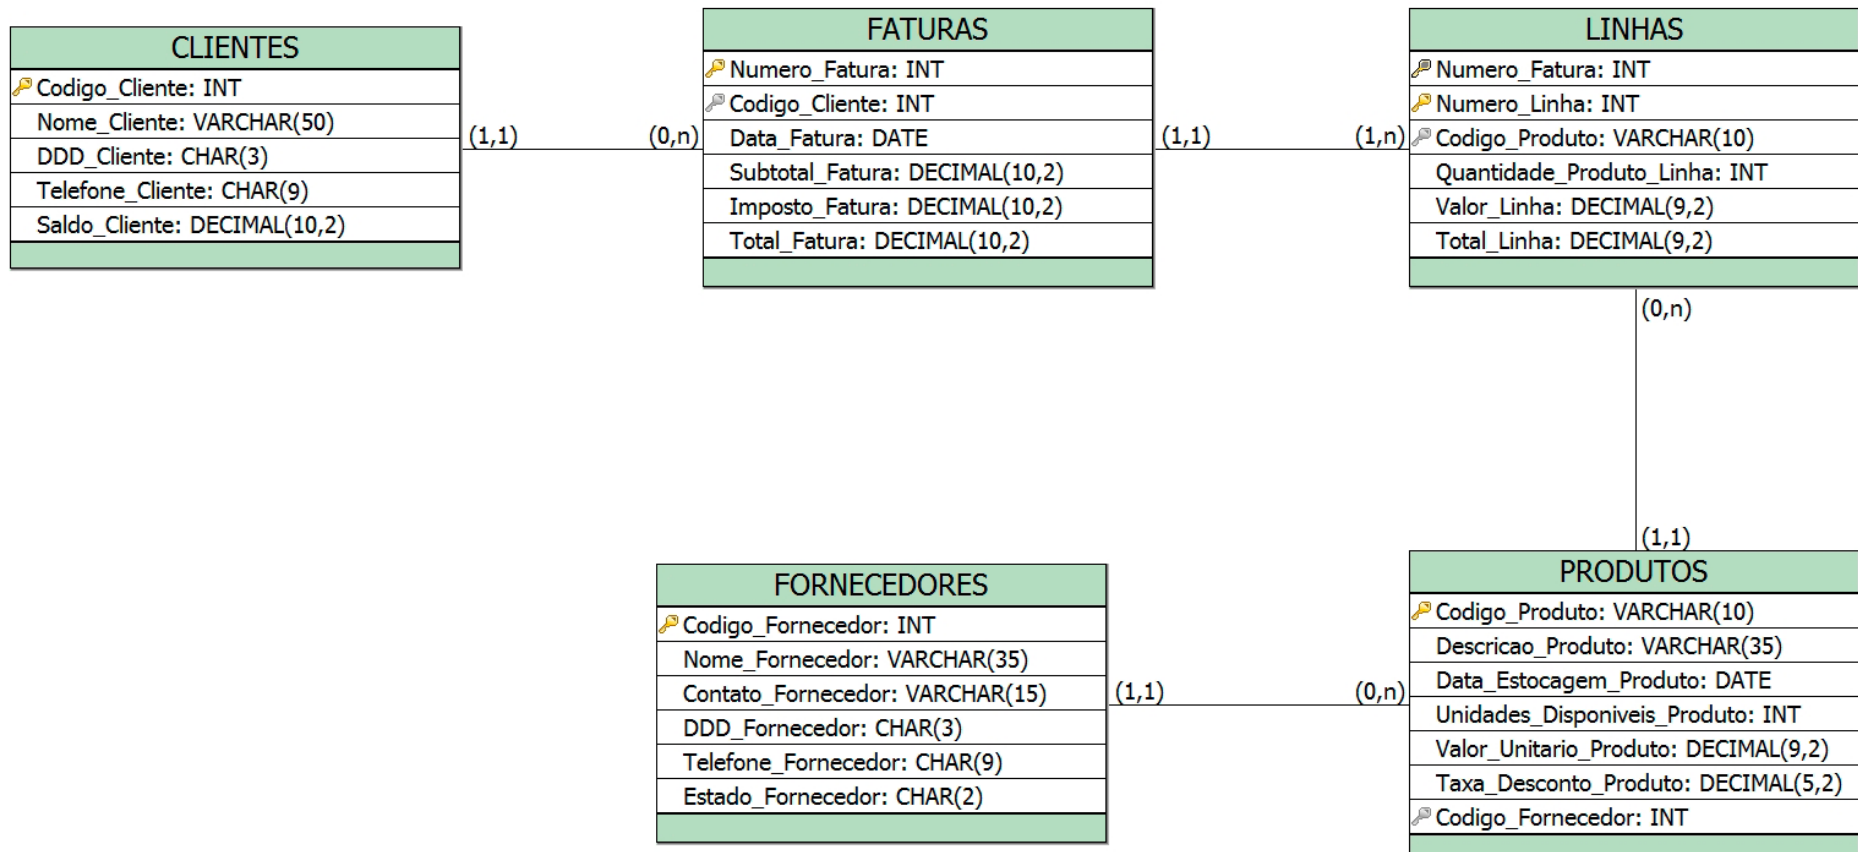 CLIENTES
Codigo_Cliente: INT
Nome_Cliente: VARCHAR(50)
DDD_Cliente: CHAR(3)
Telefone_Cliente: CHAR(9)
Saldo_Cliente: DECIMAL(10,2)
(1,1)
(0,n)
FATURAS
Numero_Fatura: INT
Codigo_Cliente: INT
Data_Fatura: DATE
Subtotal_Fatura: DECIMAL(10,2)
Imposto_Fatura: DECIMAL(10,2)
Total_Fatura: DECIMAL(10,2)
(1,1)
(1,n)
LINHAS
Numero_Fatura: INT
Numero_Linha: INT
Codigo_Produto: VARCHAR(10)
Quantidade_Produto_Linha: INT
Valor_Linha: DECIMAL(9,2)
Total_Linha: DECIMAL(9,2)
(0,n)
(1,1)
FORNECEDORES
Codigo_Fornecedor: INT
Nome_Fornecedor: VARCHAR(35)
Contato_Fornecedor: VARCHAR(15)
DDD_Fornecedor: CHAR(3)
Telefone_Fornecedor: CHAR(9)
Estado_Fornecedor: CHAR(2)
(1,1)
(0,n)
PRODUTOS
Codigo_Produto: VARCHAR(10)
Descricao_Produto: VARCHAR(35)
Data_Estocagem_Produto: DATE
Unidades_Disponiveis_Produto: INT
Valor_Unitario_Produto: DECIMAL(9,2)
Taxa_Desconto_Produto: DECIMAL(5,2)
Codigo_Fornecedor: INT